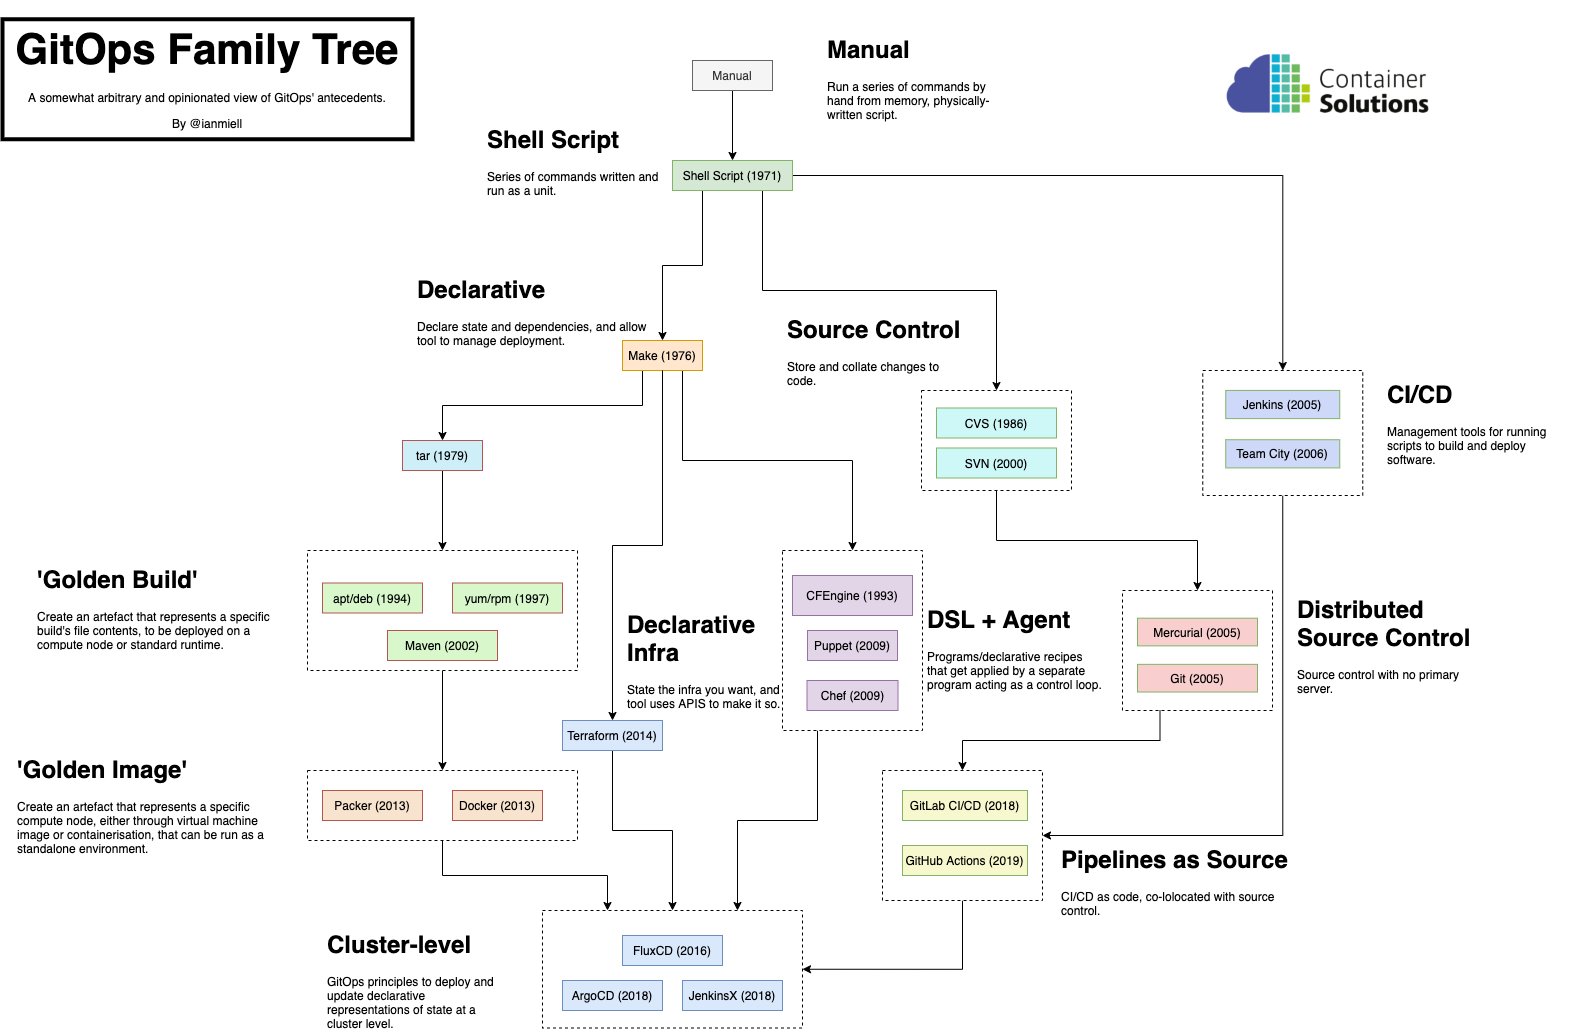 GitOps Family Tree
A somewhat arbitrary and opinionated view of GitOps' antecedents.
By @ianmiell
Manual
Manual
Run a series of commands by
hand from memory, physically-
written script.
Container
Solutions
Shell Script
Series of commands written and
run as a unit.
Shell Script (1971)
Declarative
Declare state and dependencies, and allow
tool to manage deployment.
Make (1976)
Source Control
Store and collate changes to
code.
CVS (1986)
SVN (2000)
Jenkins (2005)
Team City (2006)
CI/CD
Management tools for running
scripts to build and deploy
software.
tar (1979)
'Golden Build'
Create an artefact that represents a specific
build's file contents, to be deployed on a
compute node or standard runtime.
apt/deb (1994)
yum/rpm (1997)
Maven (2002)
Declarative
Infra
State the infra you want, and
tool uses APIS to make it so.
Terraform (2014)
CFEngine (1993)
Puppet (2009)
Chef (2009)
DSL + Agent
Programs/declarative recipes
that get applied by a separate
program acting as a control loop.
Mercurial (2005)
Git (2005)
Distributed
Source Control
Source control with no primary
server.
'Golden Image'
Create an artefact that represents a specific
compute node, either through virtual machine
image or containerisation, that can be run as a
standalone environment.
Packer (2013)
Docker (2013)
GitLab CI/CD (2018)
GitHub Actions (2019)
Pipelines as Source
CI/CD as code, co-lolocated with source
control.
Cluster-level
GitOps principles to deploy and
update declarative
representations of state at a
cluster level.
FluxCD (2016)
ArgoCD (2018)
JenkinsX (2018)